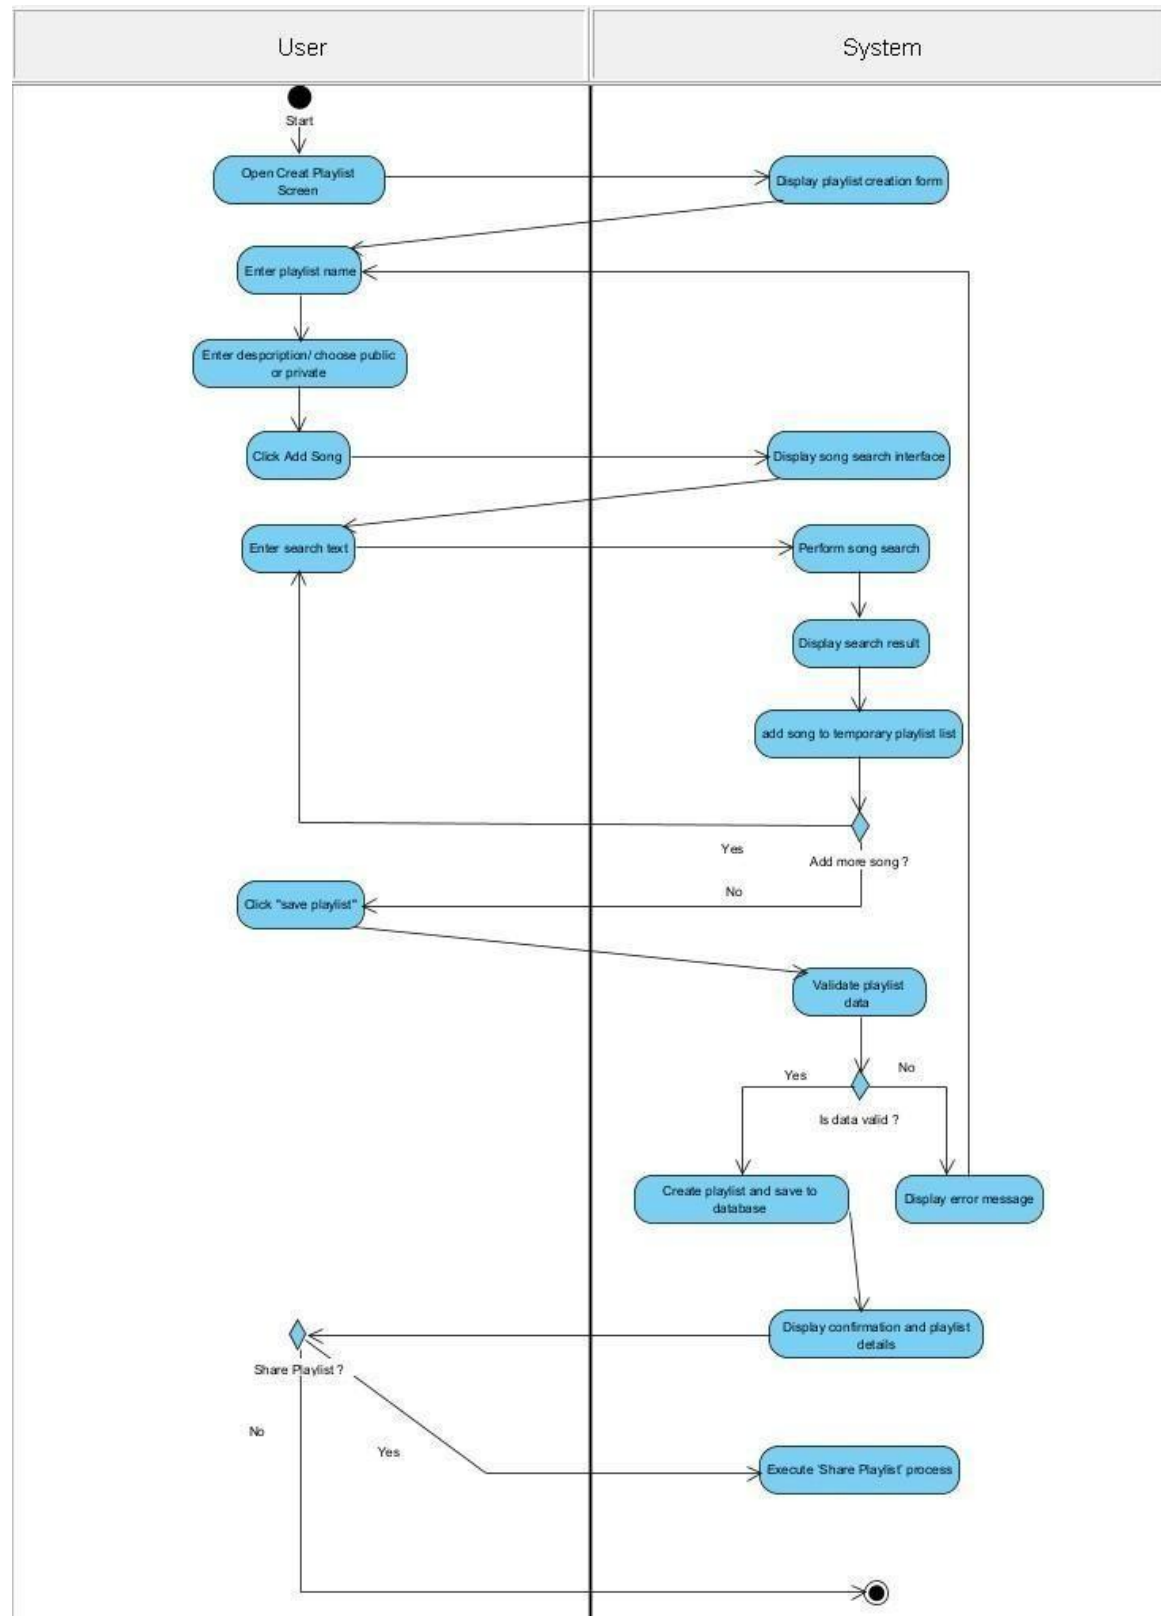 User
System
Start
Open Creat Playlist
Screen
Display playlist creation form
Enter playlist name
Enter despcription/ choose public
or private
Click Add Song
Display song search interface
Enter search text
Perform song search
Display search result
add song to temporary playlist list
Yes
Add more song ?
No
Click "save playlist"
Validate playlist
data
Yes
No
Is data valid ?
Create playlist and save to
database
Display error message
Display confirmation and playlist
details
Share Playlist ?
No
Yes
Execute 'Share Playlist' process